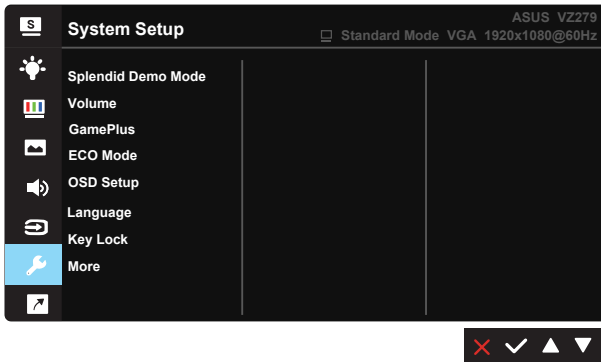 S
System Setup
ASUS VZ279
Standard Mode VGA 1920x1080@60Hz
Splendid Demo Mode
Volume
GamePlus
ECO Mode
OSD Setup
Language
Key Lock
More